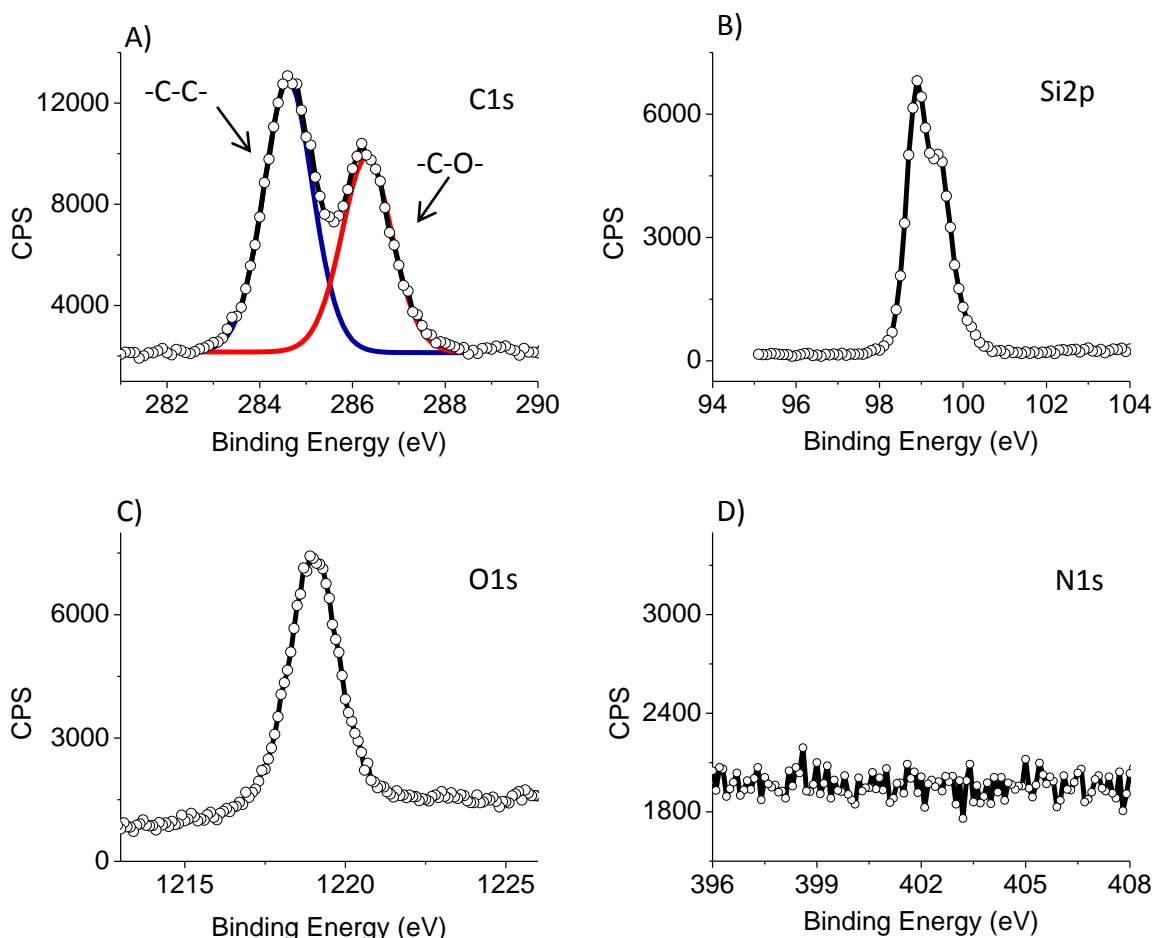 A)
-C-C-
C1s
-C-O-
12000
8000
4000
CPS
282 284 286 288 290
Binding Energy (eV)
B)
Si2p
6000
3000
0
CPS
94 96 98 100 102 104
Binding Energy (eV)
C)
O1s
6000
3000
0
CPS
1215 1220 1225
Binding Energy (eV)
D)
N1s
3000
2400
1800
CPS
396 399 402 405 408
Binding Energy (eV)